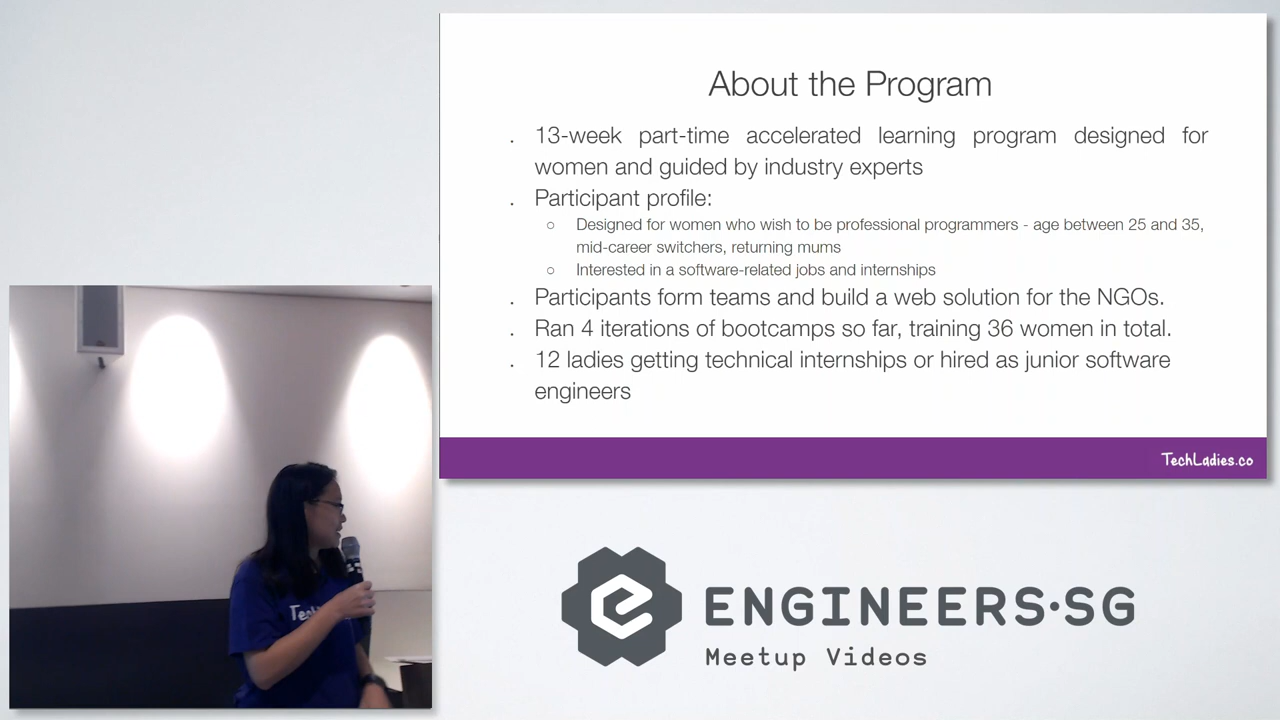 About the Program
. 13-week part-time accelerated learning program designed for
women and guided by industry experts
. Participant profile:
○ Designed for women who wish to be professional programmers - age between 25 and 35,
mid-career switchers, returning mums
○ Interested in a software-related jobs and internships
. Participants form teams and build a web solution for the NGOs.
. Ran 4 iterations of bootcamps so far, training 36 women in total.
. 12 ladies getting technical internships or hired as junior software
engineers
TechLadies.co
ENGINEERS·SG
Meetup Videos